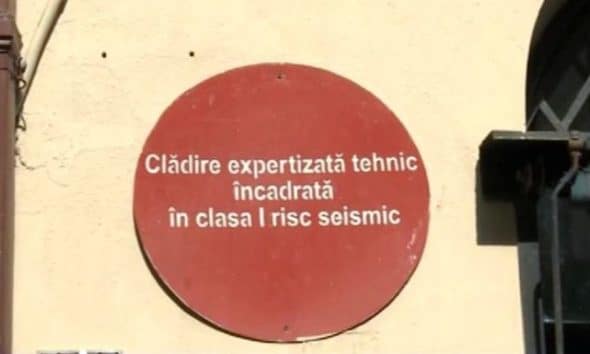 Clădire expertizată tehnic
încadrată
în clasa I risc seismic